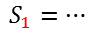 S₁ = ⋯